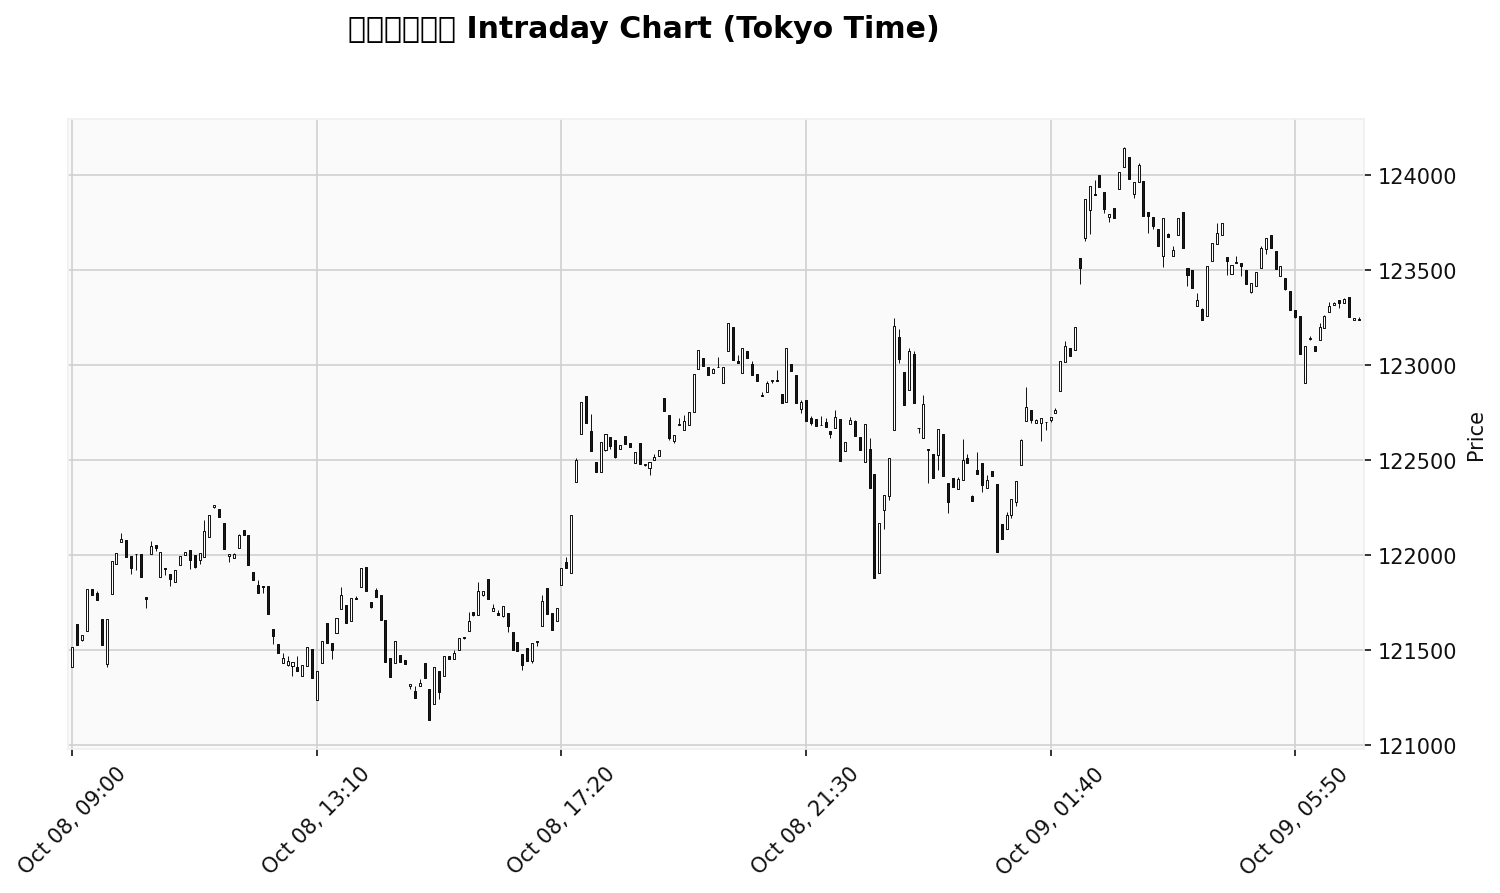 Intraday Chart (Tokyo Time)
124000
123500
123000
122500
122000
121500
121000
Price
Oct 08, 09:00
Oct 08, 13:10
Oct 08, 17:20
Oct 08, 21:30
Oct 09, 01:40
Oct 09, 05:50